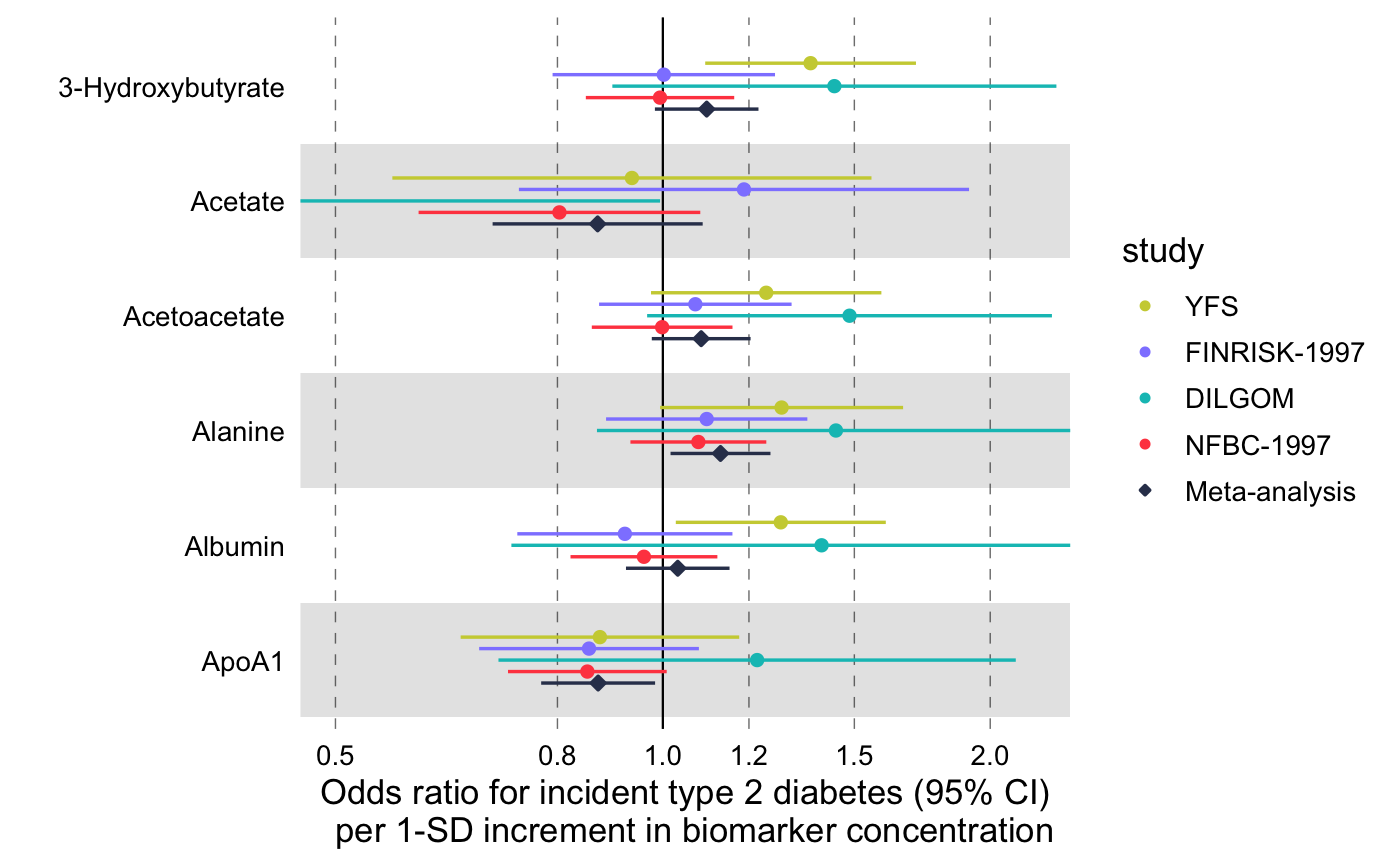 3-Hydroxybutyrate
Acetate
Acetoacetate
Alanine
Albumin
ApoA1
0.5 0.8 1.0 1.2 1.5 2.0
Odds ratio for incident type 2 diabetes (95% CI)
per 1-SD increment in biomarker concentration
study
YFS
FINRISK-1997
DILGOM
NFBC-1997
Meta-analysis